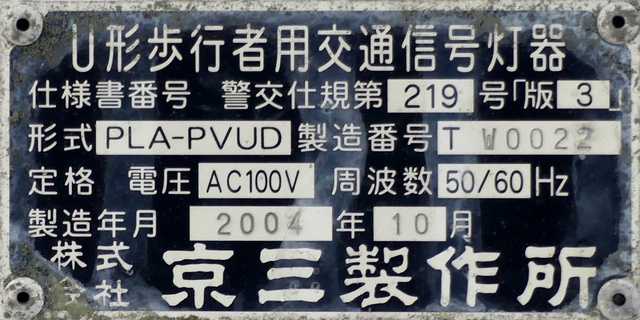 U形歩行者用交通信号灯器
仕様書番号 警交仕規第 219 号「版 3」
形式 PLA-PVUD 製造番号 T W0022
定格 電圧 AC100V 周波数 50/60 Hz
製造年月 2004 年 10 月
株式会社 京三製作所